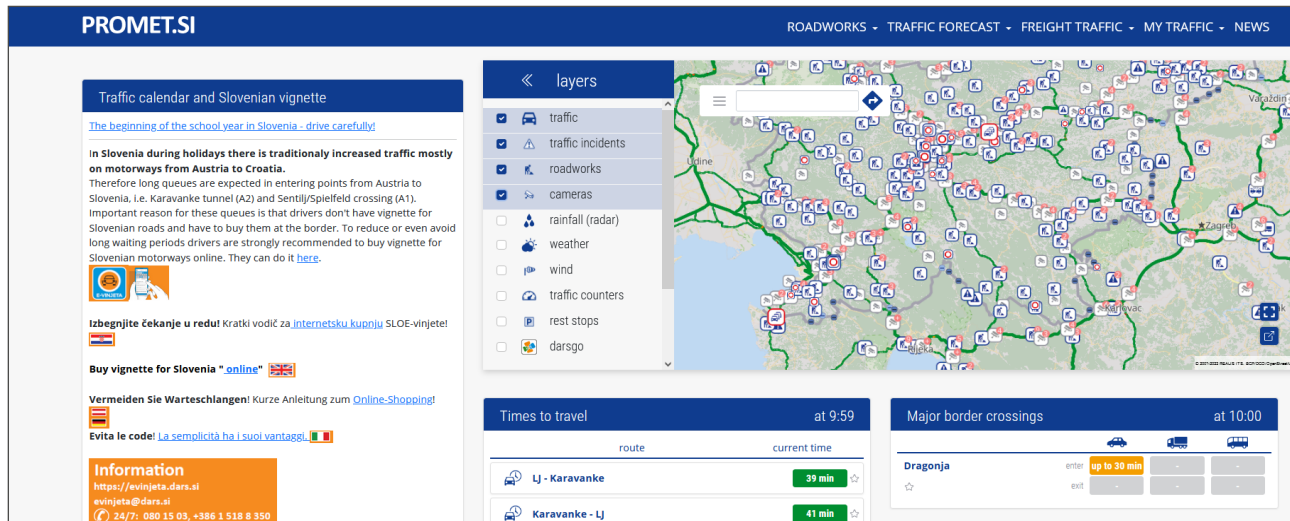 PROMET.SI
ROADWORKS TRAFFIC FORECAST FREIGHT TRAFFIC MY TRAFFIC NEWS
Traffic calendar and Slovenian vignette
The beginning of the school year in Slovenia - drive carefully!
In Slovenia during holidays there is traditionaly increased traffic mostly
on motorways from Austria to Croatia.
Therefore long queues are expected in entering points from Austria to
Slovenia, i.e. Karavanke tunnel (A2) and Sentilj/Spielfeld crossing (A1).
Important reason for these queues is that drivers don't have vignette for
Slovenian roads and have to buy them at the border. To reduce or even avoid
long waiting periods drivers are strongly recommended to buy vignette for
Slovenian motorways online. They can do it here.
E-VINJETA
Izbegnjite čekanje u redu! Kratki vodič za internetsku kupnju SLOE-vinjete!
Buy vignette for Slovenia " online"
Vermeiden Sie Warteschlangen! Kurze Anleitung zum Online-Shopping!
Evita le code! La semplicità ha i suoi vantaggi.
Information
https://evinjeta.dars.si
evinjeta@dars.si
24/7: 080 15 03, +386 1 518 8 350
layers
traffic
traffic incidents
roadworks
cameras
rainfall (radar)
weather
wind
traffic counters
P rest stops
darsgo
Udine
Varaždin
Zagreb
Karlovac
Rijeka
Times to travel at 9:59
route current time
LJ - Karavanke 39 min
Karavanke - LJ 41 min
Major border crossings at 10:00
Dragonja enter up to 30 min - -
exit - - -